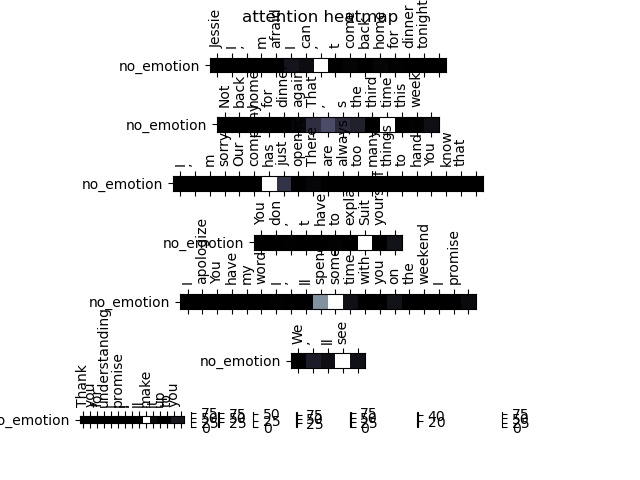 attention heatmap
Jessie I , m afraid I can , t come back home for dinner tonight
no_emotion
Not back home for dinner again That , s the third time this week
no_emotion
I , m sorry Our company has just open There are always too many things to hand You know that
no_emotion
You don , t have to expla Suit yourself
no_emotion
I apologize You have my word I , ll spen some time with you on the weekend I promise
no_emotion
We , ll see
no_emotion
Thank you for understanding I promise I ll make it up to you
no_emotion
75 50 25 0
75 50 25
50 25 0
75 50 25
75 50 25 0
40 20
75 50 25 0